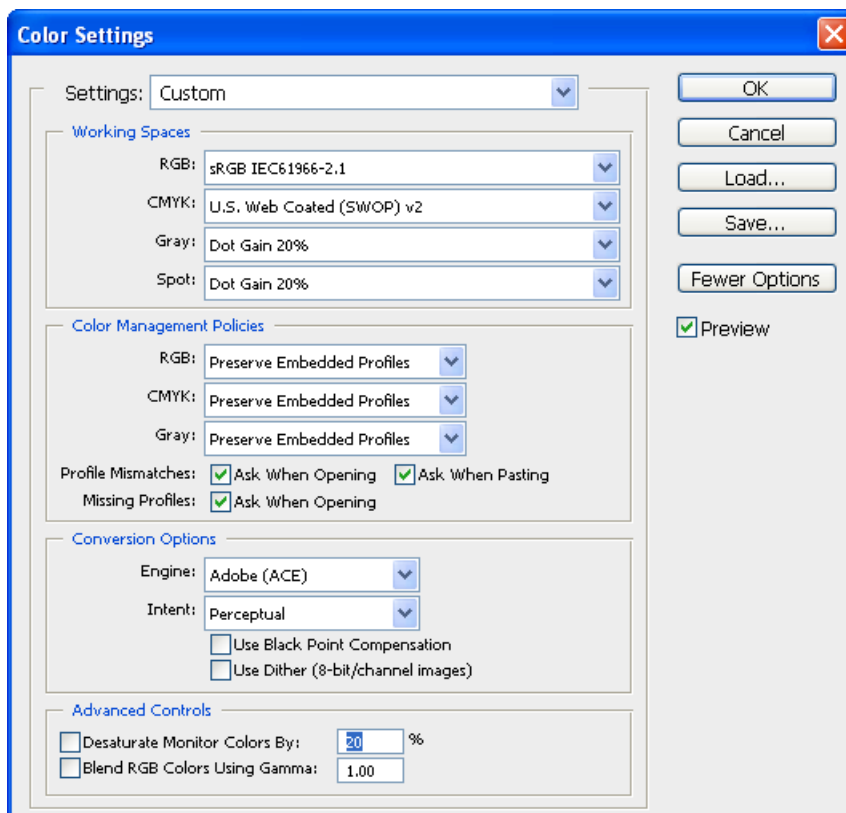 Color Settings
Settings: Custom
OK
Working Spaces
Cancel
RGB: sRGB IEC61966-2.1
Load...
CMYK: U.S. Web Coated (SWOP) v2
Save...
Gray: Dot Gain 20%
Spot: Dot Gain 20%
Fewer Options
Color Management Policies
Preview
RGB: Preserve Embedded Profiles
CMYK: Preserve Embedded Profiles
Gray: Preserve Embedded Profiles
Profile Mismatches: Ask When Opening Ask When Pasting
Missing Profiles: Ask When Opening
Conversion Options
Engine: Adobe (ACE)
Intent: Perceptual
Use Black Point Compensation
Use Dither (8-bit/channel images)
Advanced Controls
Desaturate Monitor Colors By: 20 %
Blend RGB Colors Using Gamma: 1.00